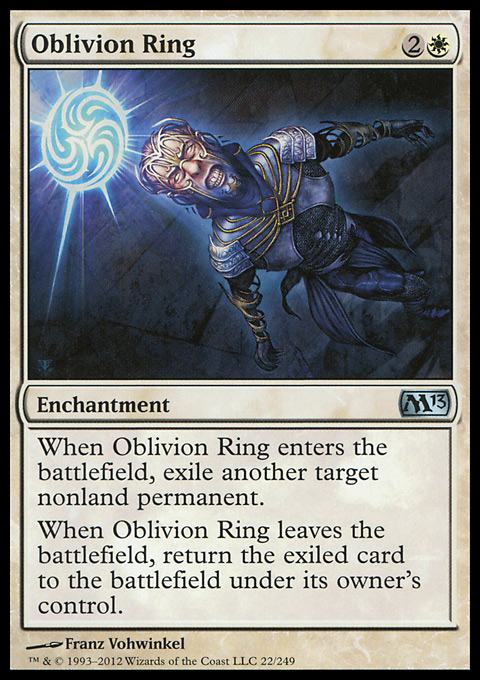 Oblivion Ring 2
Enchantment M13
When Oblivion Ring enters the
battlefield, exile another target
nonland permanent.
When Oblivion Ring leaves the
battlefield, return the exiled card
to the battlefield under its owner's
control.
Franz Vohwinkel
™ & © 1993–2012 Wizards of the Coast LLC 22/249